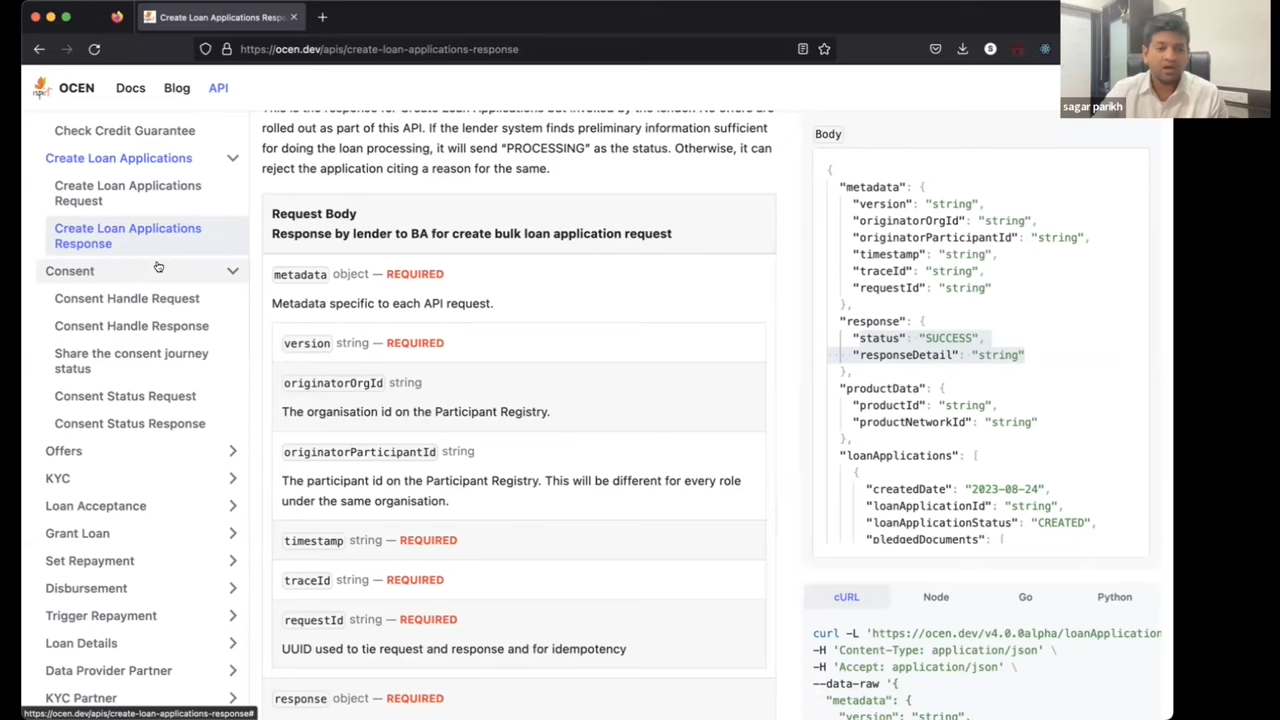 Create Loan Applications Respo
https://ocen.dev/apis/create-loan-applications-response
S
sagar parikh
OCEN
Docs
Blog
API
Check Credit Guarantee
Create Loan Applications
Create Loan Applications
Request
Create Loan Applications
Response
Consent
Consent Handle Request
Consent Handle Response
Share the consent journey
status
Consent Status Request
Consent Status Response
Offers
KYC
Loan Acceptance
Grant Loan
Set Repayment
Disbursement
Trigger Repayment
Loan Details
Data Provider Partner
KYC Partner
https://ocen.dev/apis/create-loan-applications-response#
rolled out as part of this API. If the lender system finds preliminary information sufficient
for doing the loan processing, it will send “PROCESSING” as the status. Otherwise, it can
reject the application citing a reason for the same.
Request Body
Response by lender to BA for create bulk loan application request
metadata object — REQUIRED
Metadata specific to each API request.
version string — REQUIRED
originatorOrgId string
The organisation id on the Participant Registry.
originatorParticipantId string
The participant id on the Participant Registry. This will be different for every role
under the same organisation.
timestamp string — REQUIRED
traceId string — REQUIRED
requestId string — REQUIRED
UUID used to tie request and response and for idempotency
response object — REQUIRED
Body
{
"metadata": {
"version": "string",
"originatorOrgId": "string",
"originatorParticipantId": "string",
"timestamp": "string",
"traceId": "string",
"requestId": "string"
},
"response": {
"status": "SUCCESS",
"responseDetail": "string"
},
"productData": {
"productId": "string",
"productNetworkId": "string"
},
"loanApplications": [
{
"createdDate": "2023-08-24",
"loanApplicationId": "string",
"loanApplicationStatus": "CREATED",
"pledgedDocuments": [
cURL
Node
Go
Python
curl -L 'https://ocen.dev/v4.0.0alpha/loanApplication
-H 'Content-Type: application/json' \
-H 'Accept: application/json' \
--data-raw '{
"metadata": {
"version": "string",